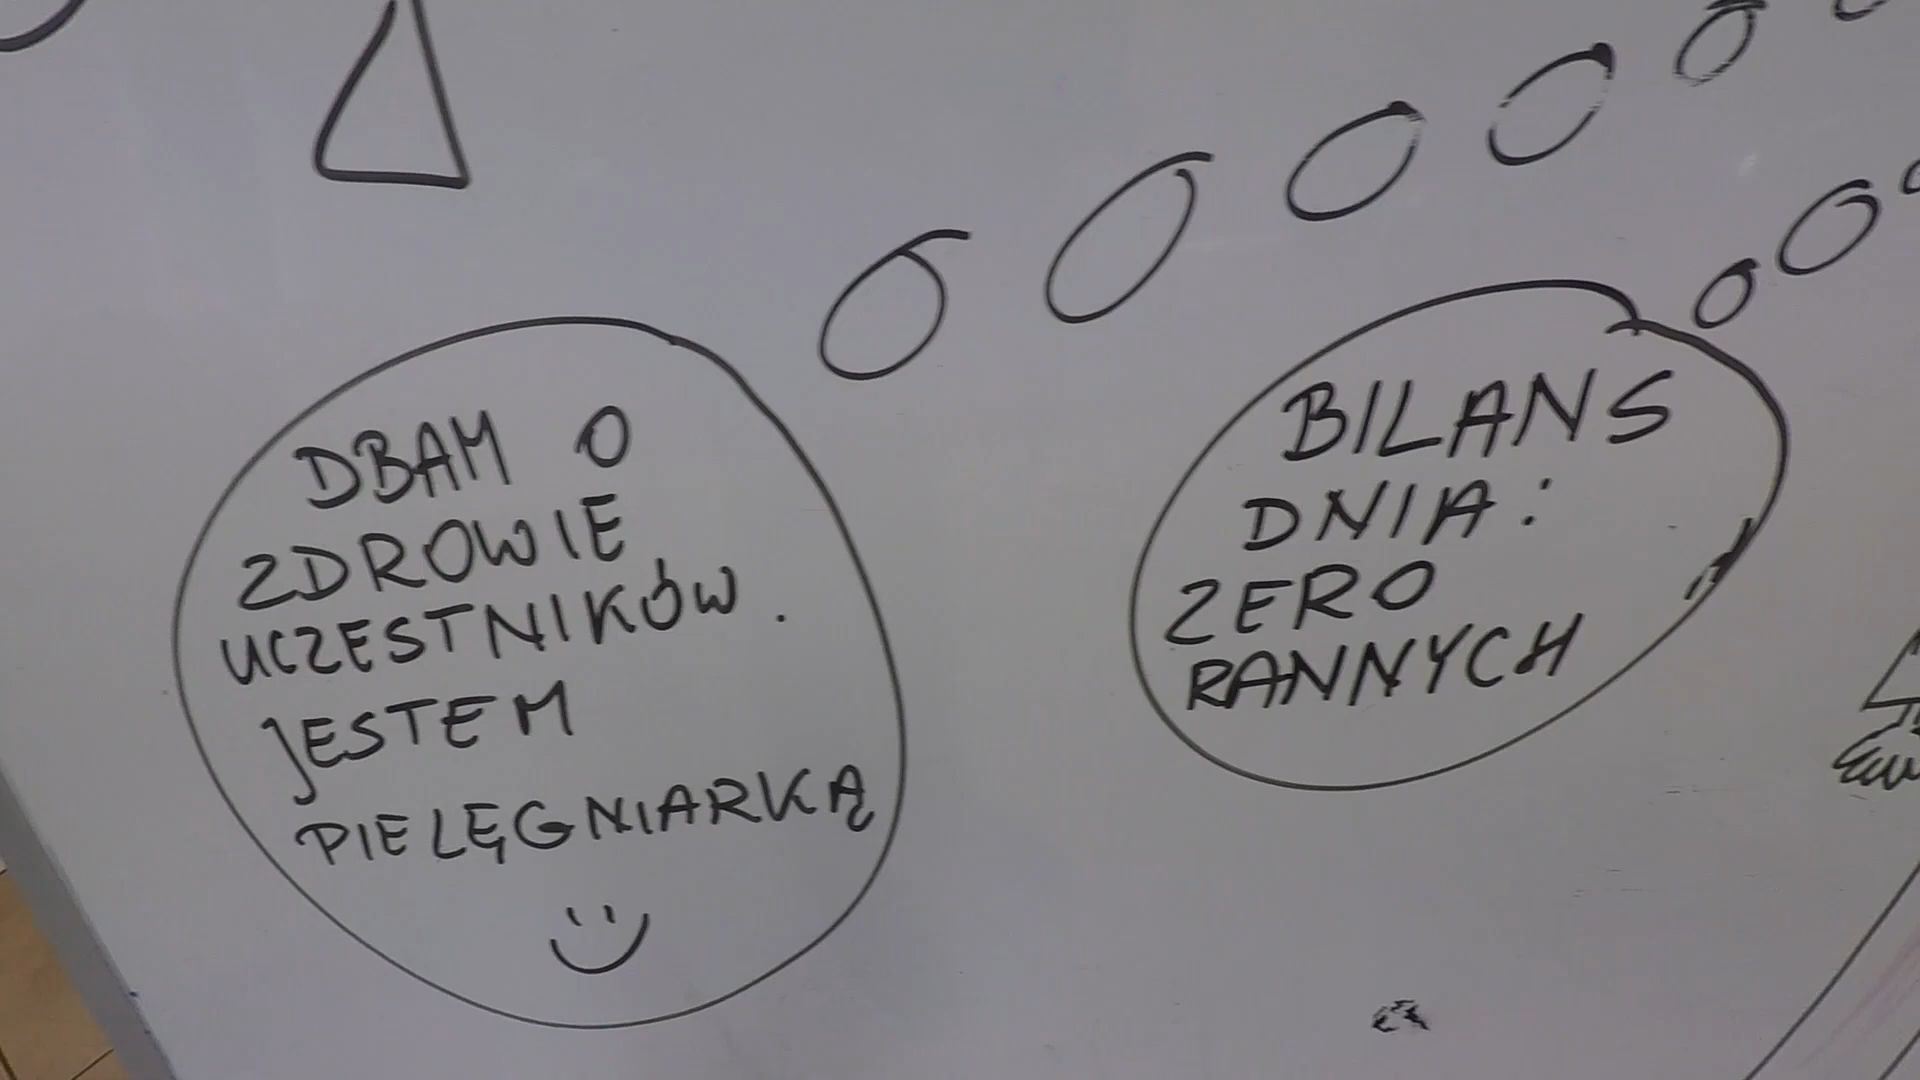 DBAM O
ZDROWIE
UCZESTNIKÓW.
JESTEM
PIELĘGNIARKĄ
BILANS
DNIA:
ZERO
RANNYCH